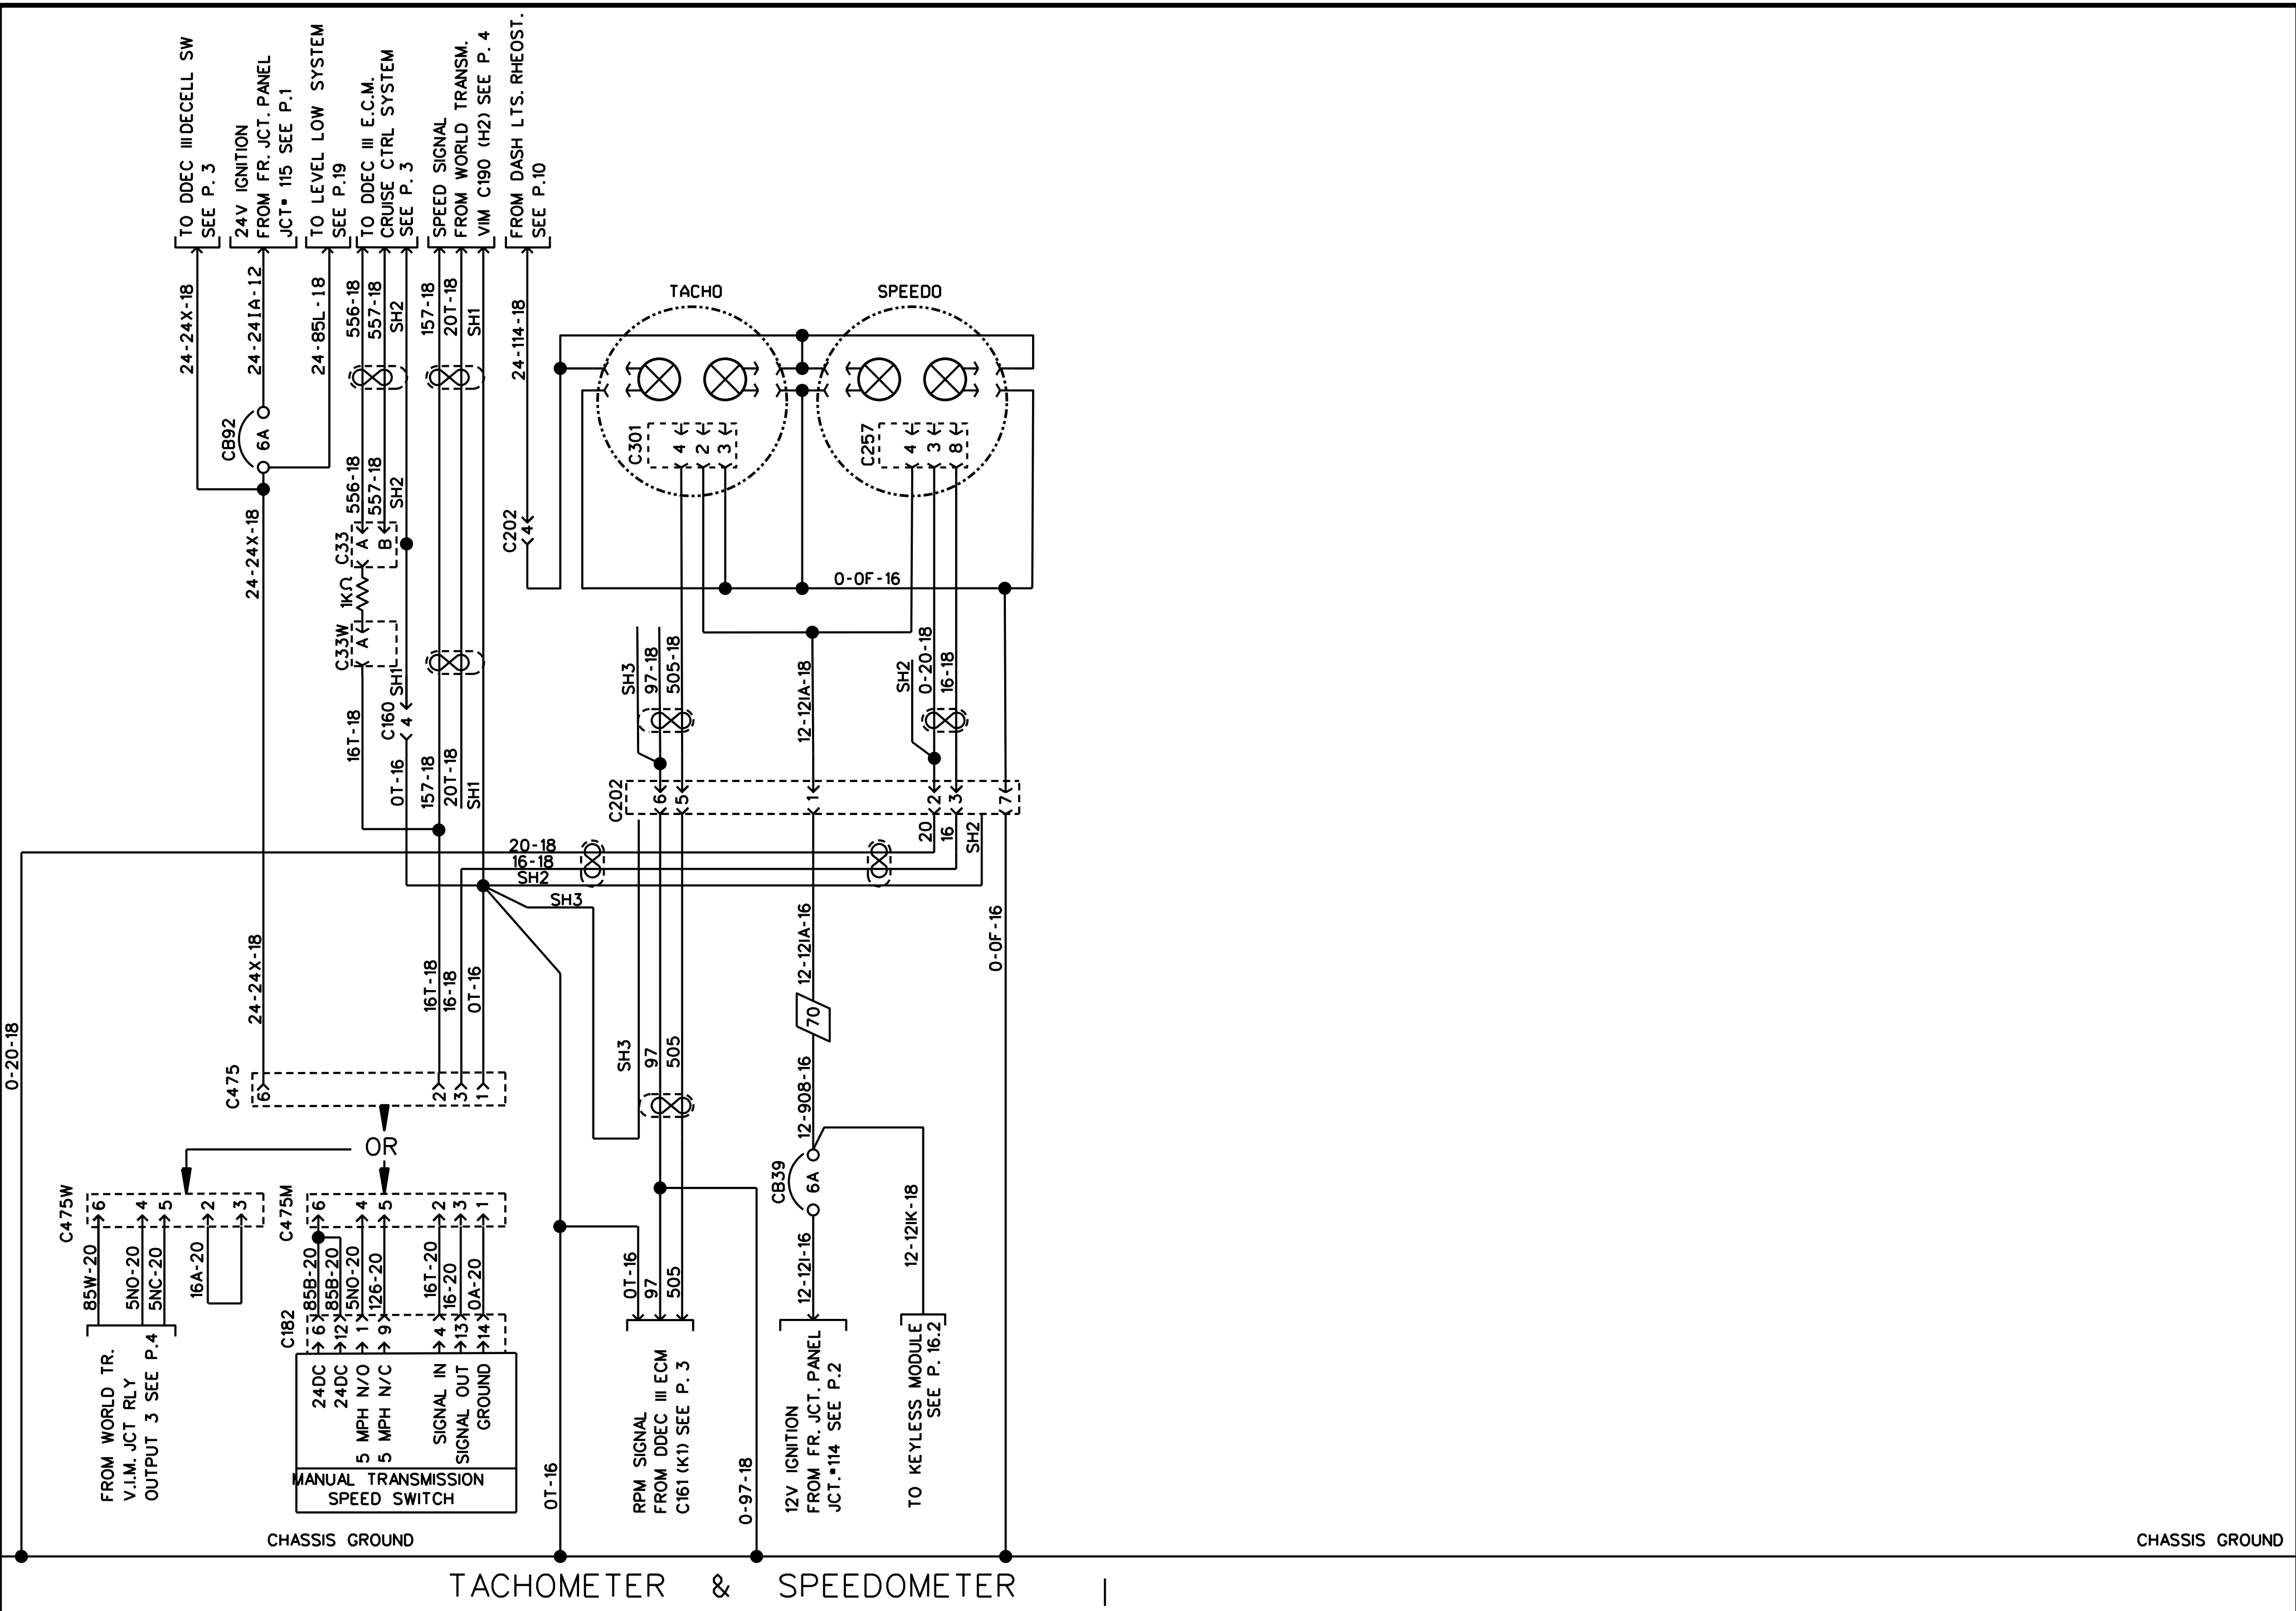 TO DDEC III DECELL SW
SEE P. 3
24V IGNITION
FROM FR. JCT. PANEL
JCT▪ 115 SEE P.1
TO LEVEL LOW SYSTEM
SEE P.19
TO DDEC III E.C.M.
CRUISE CTRL SYSTEM
SEE P. 3
SPEED SIGNAL
FROM WORLD TRANSM.
VIM C190 (H2) SEE P. 4
FROM DASH LTS. RHEOST.
SEE P.10
24-24X-18
24-24IA-12
24-85L-18
556-18
557-18
SH2
157-18
20T-18
SH1
24-114-18
TACHO
SPEEDO
CB92
6A
C301
4
2
3
C257
4
3
8
556-18
557-18
SH2
24-24X-18
C33
A
B
1KΩ
C202
4
0-0F-16
C33W
A
SH1
C160
4
16T-18
0T-16
157-18
20T-18
SH1
SH3
97-18
505-18
12-12IA-18
SH2
0-20-18
16-18
C202
6
5
1
2
3
7
20
16
SH2
20-18
16-18
SH2
SH3
24-24X-18
16T-18
16-18
0T-16
12-12IA-16
0-0F-16
70
0-20-18
SH3
97
505
12-908-16
C475
6
2
3
1
OR
C475W
6
4
5
2
3
C475M
6
4
5
2
3
1
CB39
6A
85W-20
5NO-20
5NC-20
16A-20
85B-20
85B-20
5NO-20
126-20
16T-20
16-20
0A-20
0T-16
97
505
12-12I-16
12-12IK-18
C182
6
12
1
9
4
13
14
24DC
24DC
5 MPH N/O
5 MPH N/C
SIGNAL IN
SIGNAL OUT
GROUND
MANUAL TRANSMISSION
SPEED SWITCH
FROM WORLD TR.
V.I.M. JCT RLY
OUTPUT 3 SEE P.4
0T-16
RPM SIGNAL
FROM DDEC III ECM
C161 (K1) SEE P. 3
0-97-18
12V IGNITION
FROM FR. JCT. PANEL
JCT.▪114 SEE P.2
TO KEYLESS MODULE
SEE P. 16.2
CHASSIS GROUND
CHASSIS GROUND
TACHOMETER & SPEEDOMETER